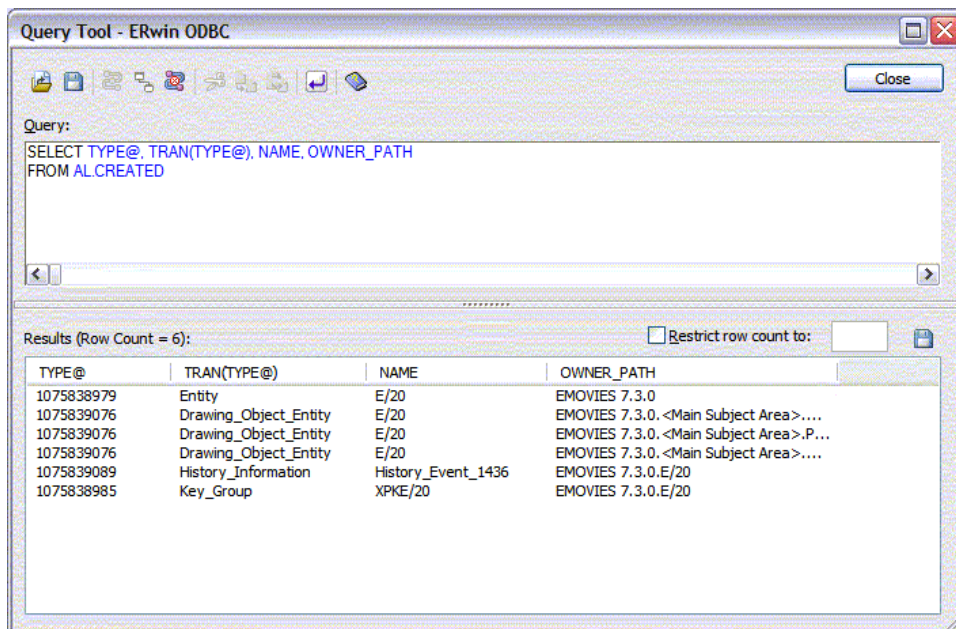 Query Tool - ERwin ODBC
Close
Query:
SELECT TYPE@, TRAN(TYPE@), NAME, OWNER_PATH
FROM AL.CREATED
Results (Row Count = 6):
Restrict row count to:
TYPE@ TRAN(TYPE@) NAME OWNER_PATH
1075838979 Entity E/20 EMOVIES 7.3.0
1075839076 Drawing_Object_Entity E/20 EMOVIES 7.3.0.<Main Subject Area>....
1075839076 Drawing_Object_Entity E/20 EMOVIES 7.3.0.<Main Subject Area>.P...
1075839076 Drawing_Object_Entity E/20 EMOVIES 7.3.0.<Main Subject Area>....
1075839089 History_Information History_Event_1436 EMOVIES 7.3.0.E/20
1075838985 Key_Group XPKE/20 EMOVIES 7.3.0.E/20